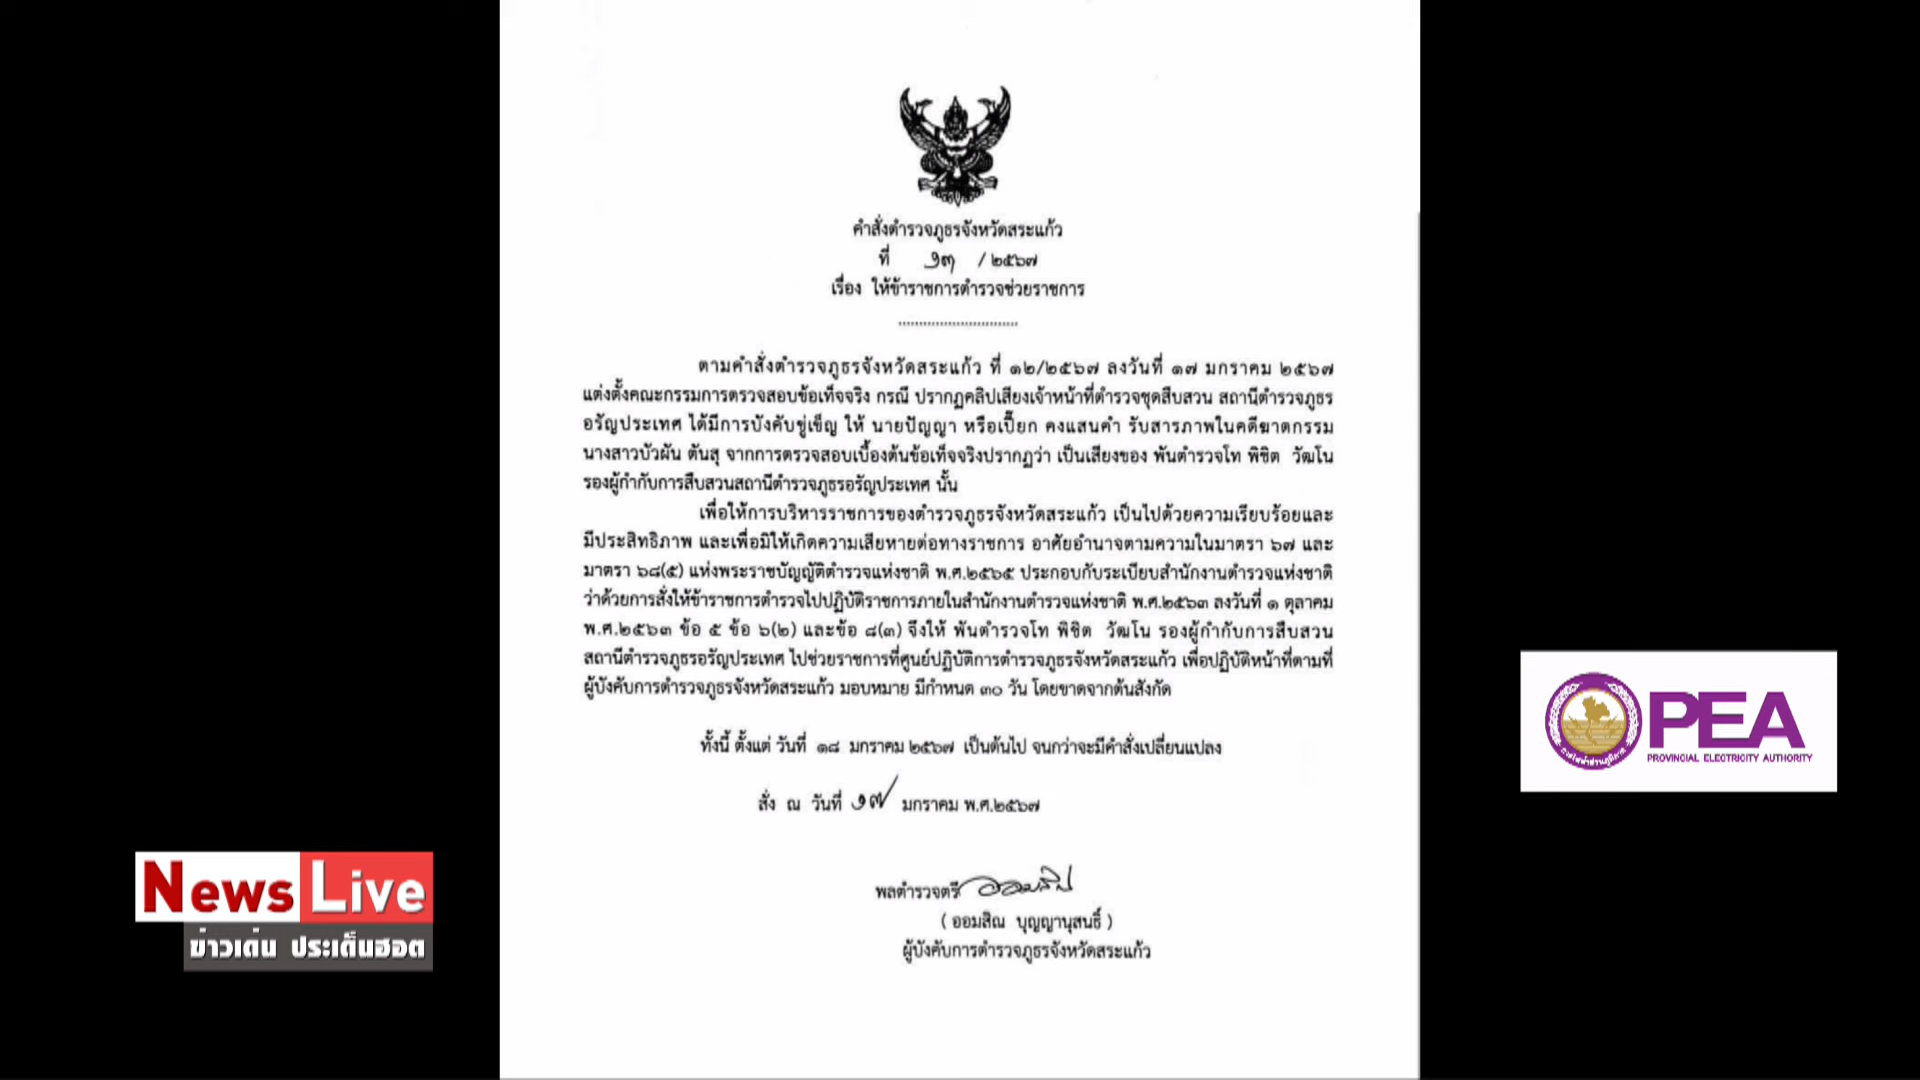 คำสั่งตำรวจภูธรจังหวัดสระแก้ว
ที่ ๑๓ / ๒๕๖๗
เรื่อง ให้ข้าราชการตำรวจช่วยราชการ
ตามคำสั่งตำรวจภูธรจังหวัดสระแก้ว ที่ ๑๒/๒๕๖๗ ลงวันที่ ๑๗ มกราคม ๒๕๖๗
แต่งตั้งคณะกรรมการตรวจสอบข้อเท็จจริง กรณี ปรากฏคลิปเสียงเจ้าหน้าที่ตำรวจชุดสืบสวน สถานีตำรวจภูธร
อรัญประเทศ ได้มีการบังคับขู่เข็ญ ให้ นายปัญญา หรือเปี๊ยก คงแสนคำ รับสารภาพในคดีฆาตกรรม
นางสาวบัวผัน ตันสุ จากการตรวจสอบเบื้องต้นข้อเท็จจริงปรากฏว่า เป็นเสียงของ พันตำรวจโท พิชิต วัฒโน
รองผู้กำกับการสืบสวนสถานีตำรวจภูธรอรัญประเทศ นั้น
เพื่อให้การบริหารราชการของตำรวจภูธรจังหวัดสระแก้ว เป็นไปด้วยความเรียบร้อยและ
มีประสิทธิภาพ และเพื่อมิให้เกิดความเสียหายต่อทางราชการ อาศัยอำนาจตามความในมาตรา ๖๗ และ
มาตรา ๖๘(๕) แห่งพระราชบัญญัติตำรวจแห่งชาติ พ.ศ.๒๕๖๕ ประกอบกับระเบียบสำนักงานตำรวจแห่งชาติ
ว่าด้วยการสั่งให้ข้าราชการตำรวจไปปฏิบัติราชการภายในสำนักงานตำรวจแห่งชาติ พ.ศ.๒๕๖๓ ลงวันที่ ๑ ตุลาคม
พ.ศ.๒๕๖๓ ข้อ ๕ ข้อ ๖(๒) และข้อ ๘(๓) จึงให้ พันตำรวจโท พิชิต วัฒโน รองผู้กำกับการสืบสวน
สถานีตำรวจภูธรอรัญประเทศ ไปช่วยราชการที่ศูนย์ปฏิบัติการตำรวจภูธรจังหวัดสระแก้ว เพื่อปฏิบัติหน้าที่ตามที่
ผู้บังคับการตำรวจภูธรจังหวัดสระแก้ว มอบหมาย มีกำหนด ๓๐ วัน โดยขาดจากต้นสังกัด
ทั้งนี้ ตั้งแต่ วันที่ ๑๘ มกราคม ๒๕๖๗ เป็นต้นไป จนกว่าจะมีคำสั่งเปลี่ยนแปลง
สั่ง ณ วันที่ ๑๗ มกราคม พ.ศ.๒๕๖๗
พลตำรวจตรี
( ออมสิณ บุญญานุสนธิ์ )
ผู้บังคับการตำรวจภูธรจังหวัดสระแก้ว
News Live
ข่าวเด่น ประเด็นฮอต
PEA
PROVINCIAL ELECTRICITY AUTHORITY
การไฟฟ้าส่วนภูมิภาค